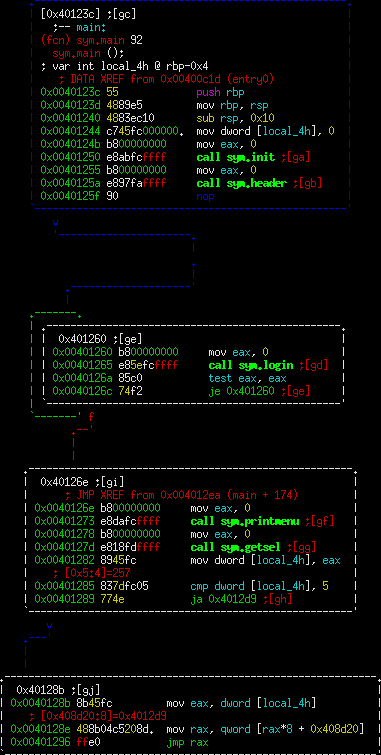 [0x40123c] ;[gc]
;-- main:
(fcn) sym.main 92
sym.main ();
; var int local_4h @ rbp-0x4
; DATA XREF from 0x00400c1d (entry0)
0x0040123c 55 push rbp
0x0040123d 4889e5 mov rbp, rsp
0x00401240 4883ec10 sub rsp, 0x10
0x00401244 c745fc000000. mov dword [local_4h], 0
0x0040124b b800000000 mov eax, 0
0x00401250 e8abfcffff call sym.init ;[ga]
0x00401255 b800000000 mov eax, 0
0x0040125a e897faffff call sym.header ;[gb]
0x0040125f 90 nop
0x401260 ;[ge]
0x00401260 b800000000 mov eax, 0
0x00401265 e85efcffff call sym.login ;[gd]
0x0040126a 85c0 test eax, eax
0x0040126c 74f2 je 0x401260 ;[ge]
f
0x40126e ;[gi]
; JMP XREF from 0x004012ea (main + 174)
0x0040126e b800000000 mov eax, 0
0x00401273 e8dafcffff call sym.printmenu ;[gf]
0x00401278 b800000000 mov eax, 0
0x0040127d e818fdffff call sym.getsel ;[gg]
0x00401282 8945fc mov dword [local_4h], eax
; [0x5:4]=257
0x00401285 837dfc05 cmp dword [local_4h], 5
0x00401289 774e ja 0x4012d9 ;[gh]
0x40128b ;[gj]
0x0040128b 8b45fc mov eax, dword [local_4h]
; [0x408d20:8]=0x4012d9
0x0040128e 488b04c5208d. mov rax, qword [rax*8 + 0x408d20]
0x00401296 ffe0 jmp rax